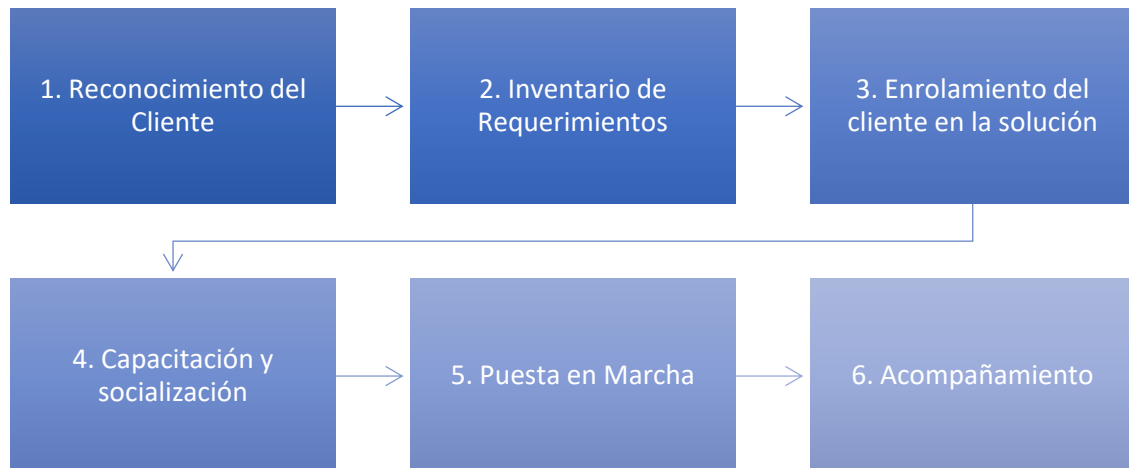 1. Reconocimiento del
Cliente
2. Inventario de
Requerimientos
3. Enrolamiento del
cliente en la solución
4. Capacitación y
socialización
5. Puesta en Marcha
6. Acompañamiento